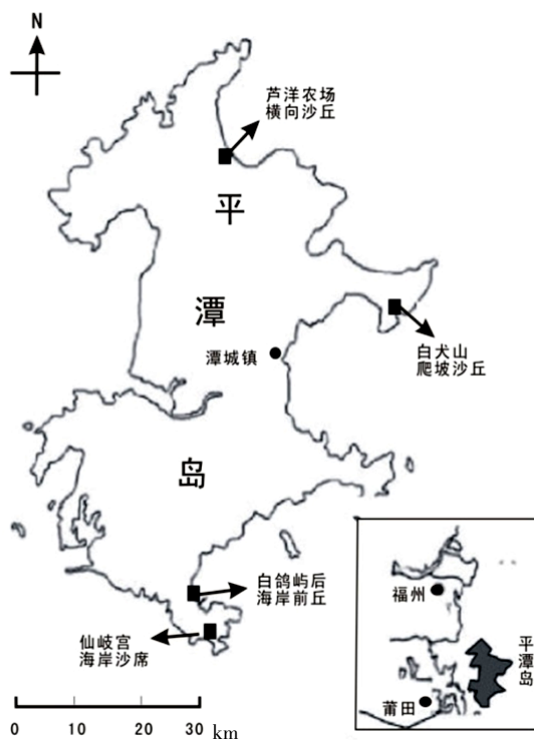 N
芦洋农场
横向沙丘
平
潭
岛
潭城镇
白犬山
爬坡沙丘
白鸽屿后
海岸前丘
仙岐宫
海岸沙席
福州
平潭岛
莆田
0 10 20 30 km